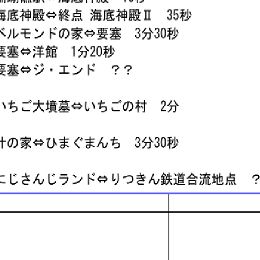 海底神殿⇔終点 海底神殿Ⅱ 35秒
ベルモンドの家⇔要塞 3分30秒
要塞⇔洋館 1分20秒
要塞⇔ジ・エンド ？？
いちご大墳墓⇔いちごの村 2分
叶の家⇔ひまぐまんち 3分30秒
にじさんじランド⇔りつきん鉄道合流地点 ？